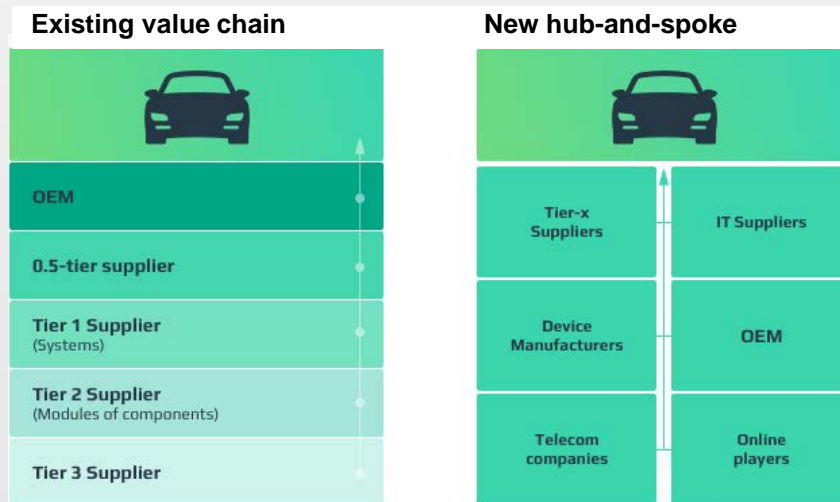 Existing value chain
OEM
0.5-tier supplier
Tier 1 Supplier
(Systems)
Tier 2 Supplier
(Modules of components)
Tier 3 Supplier
New hub-and-spoke
Tier-x
Suppliers
IT Suppliers
Device
Manufacturers
OEM
Telecom
companies
Online
players